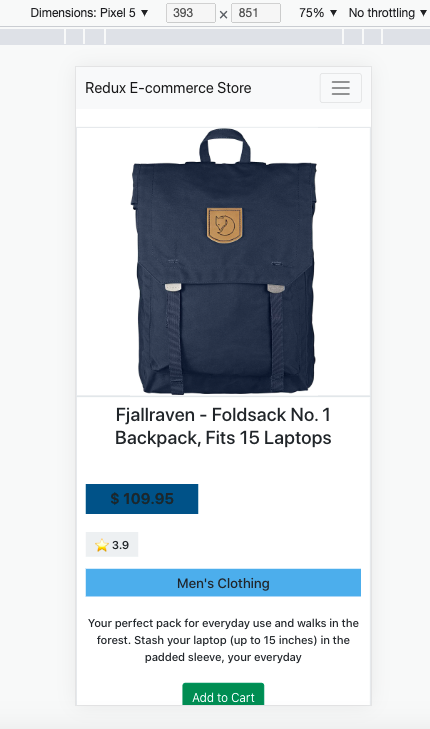 Dimensions: Pixel 5 ▼ 393 × 851 75% ▼ No throttling ▼
Redux E-commerce Store
Fjallraven - Foldsack No. 1
Backpack, Fits 15 Laptops
$ 109.95
⭐ 3.9
Men's Clothing
Your perfect pack for everyday use and walks in the
forest. Stash your laptop (up to 15 inches) in the
padded sleeve, your everyday
Add to Cart